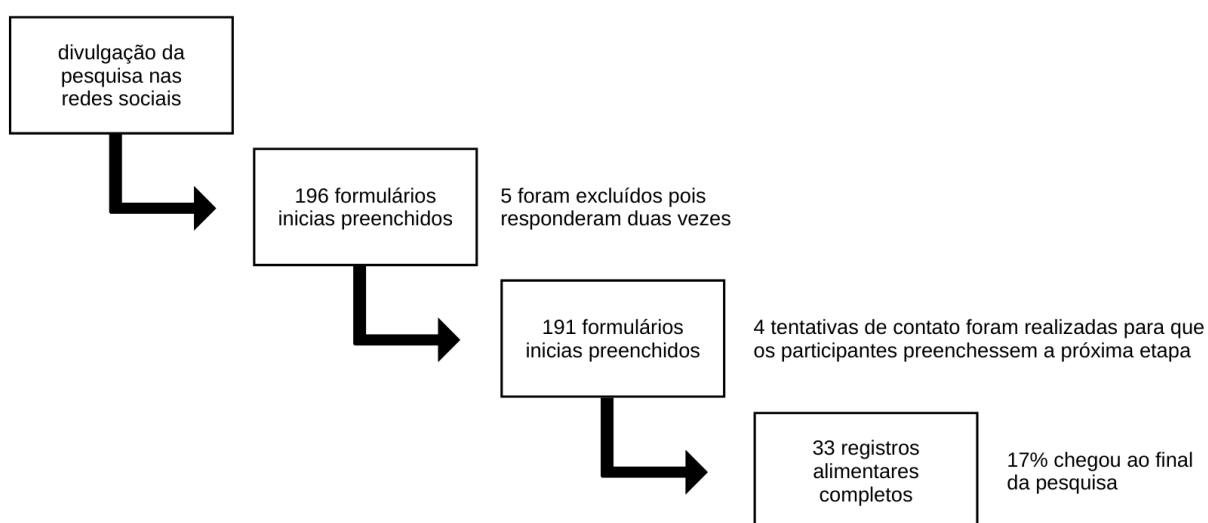 divulgação da
pesquisa nas
redes sociais
196 formulários
inicias preenchidos
5 foram excluídos pois
responderam duas vezes
191 formulários
inicias preenchidos
4 tentativas de contato foram realizadas para que
os participantes preenchessem a próxima etapa
33 registros
alimentares
completos
17% chegou ao final
da pesquisa